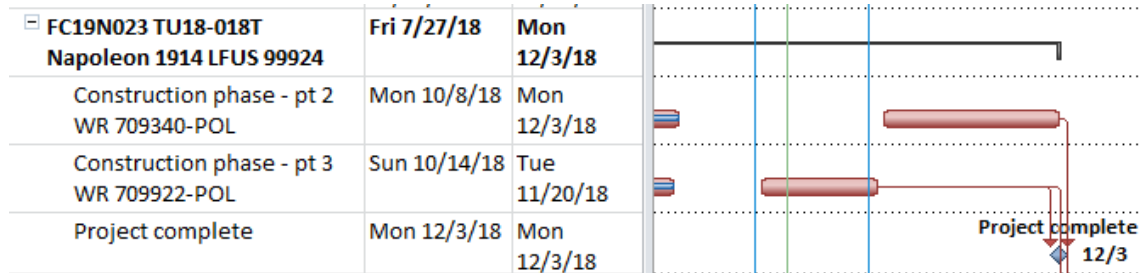 FC19N023 TU18-018T Fri 7/27/18 Mon
Napoleon 1914 LFUS 99924 12/3/18
Construction phase - pt 2 Mon 10/8/18 Mon
WR 709340-POL 12/3/18
Construction phase - pt 3 Sun 10/14/18 Tue
WR 709922-POL 11/20/18
Project complete Mon 12/3/18 Mon
12/3/18
Project complete
12/3